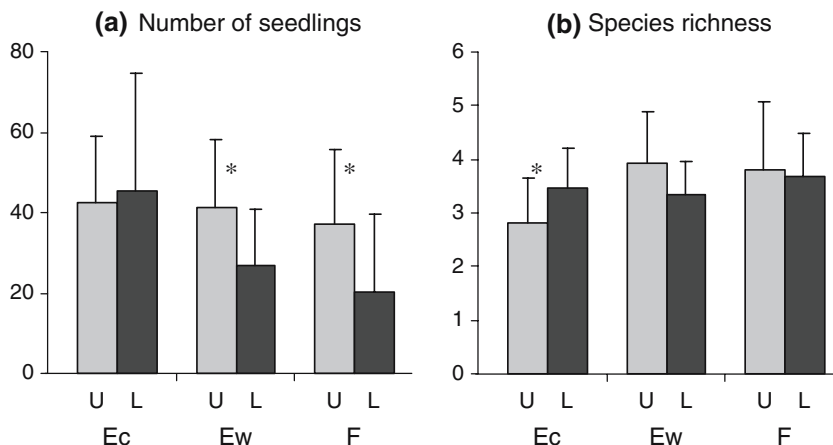 (a) Number of seedlings
80
60
40
20
0
* *
U L U L U L
Ec Ew F
(b) Species richness
6
5
4
3
2
1
0
*
U L U L U L
Ec Ew F